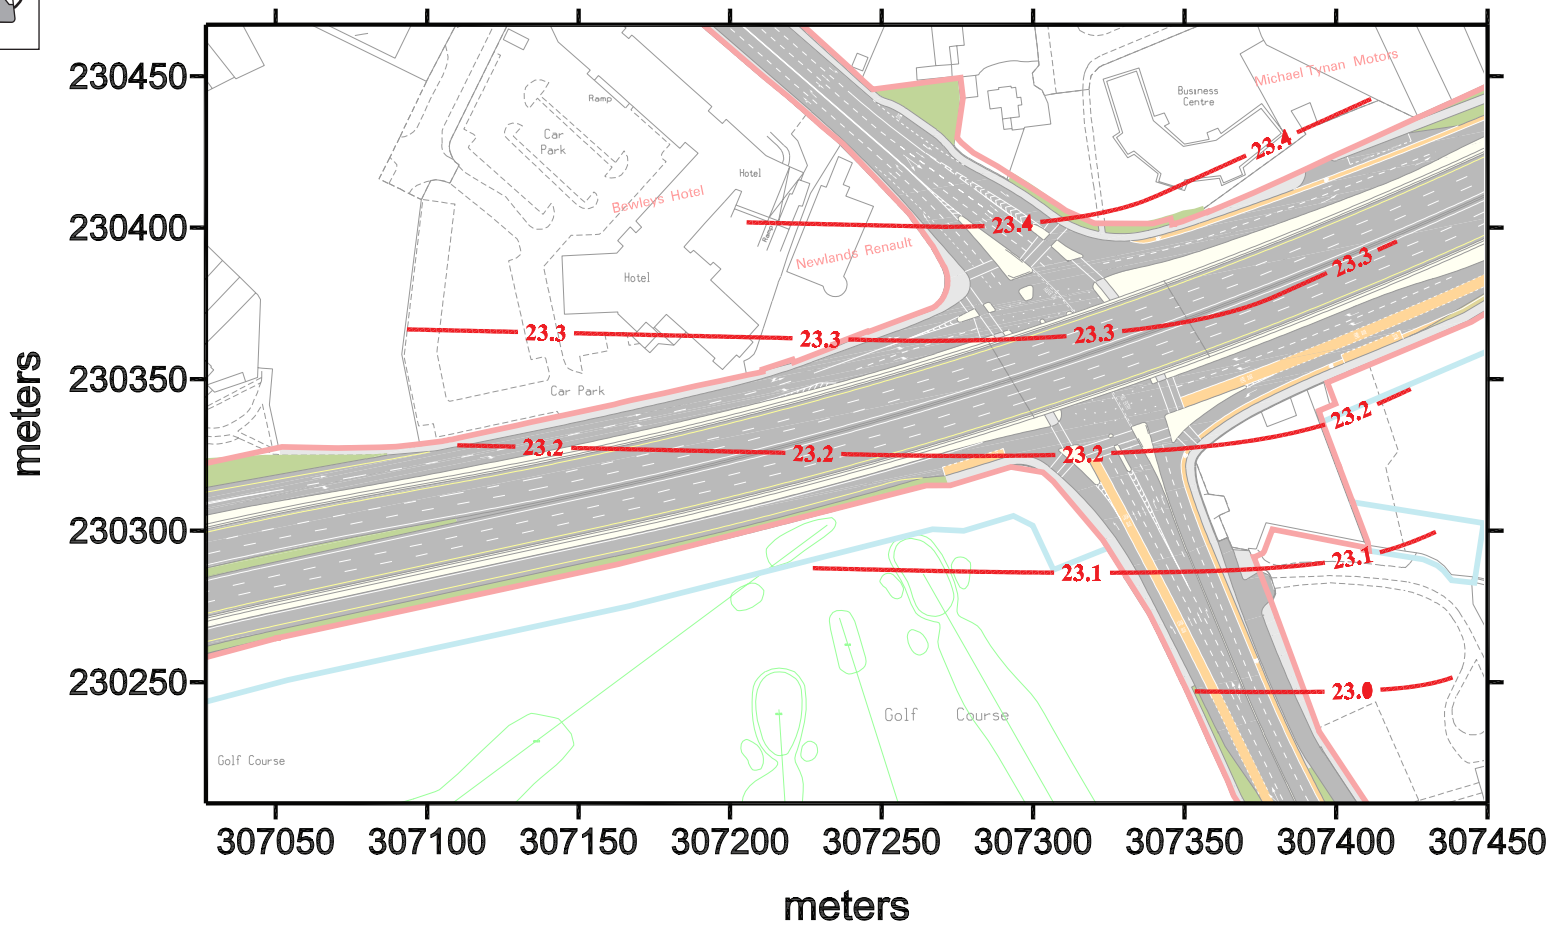 230450
230400
230350
230300
230250
meters
Michael Tynan Motors
Business
Centre
Ramp
Car
Park
Hotel
Bewleys Hotel
Ramp
Newlands Renault
Hotel
Car Park
23.4
23.4
23.3
23.3
23.3
23.3
23.2
23.2
23.2
23.2
23.1
23.1
23.0
Golf Course
Golf Course
307050 307100 307150 307200 307250 307300 307350 307400 307450
meters